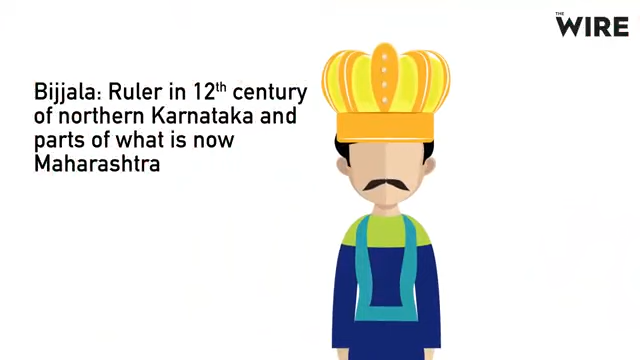 THE
WIRE
Bijjala: Ruler in 12th century
of northern Karnataka and
parts of what is now
Maharashtra